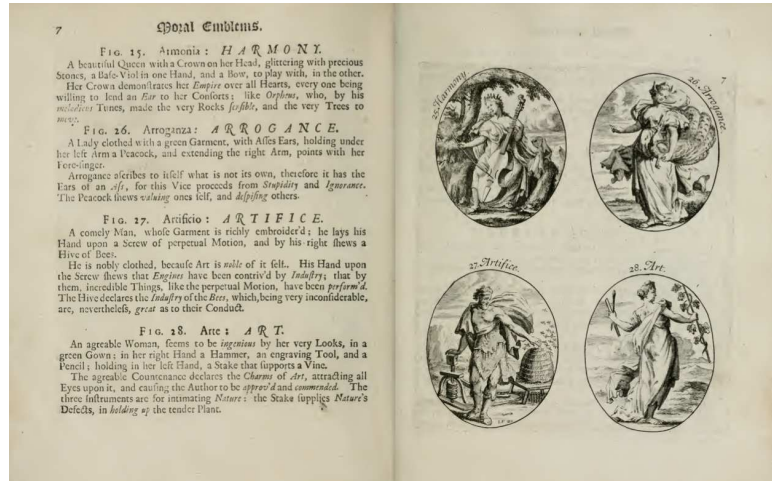 7
Moral Emblems.
FIG. 15. Armonia: HARMONY.
A beautiful Queen with a Crown on her Head, glittering with precious
Stones, a Base-Viol in one Hand, and a Bow, to play with, in the other.
Her Crown demonstrates her Empire over all Hearts, every one being
willing to lend an Ear to her Consorts: like Orpheus, who, by his
melodious Tunes, made the very Rocks sensible, and the very Trees to
move.
FIG. 26. Arroganza: ARROGANCE.
A Lady clothed with a green Garment, with Asses Ears, holding under
her left Arm a Peacock, and extending the right Arm, points with her
Fore-finger.
Arrogance ascribes to itself what is not its own, therefore it has the
Ears of an Ass, for this Vice proceeds from Stupidity and Ignorance.
The Peacock shews valuing ones self, and despising others.
FIG. 27. Artificio: ARTIFICE.
A comely Man, whose Garment is richly embroider'd; he lays his
Hand upon a Screw of perpetual Motion, and by his right shews a
Hive of Bees.
He is nobly clothed, because Art is noble of it self. His Hand upon
the Screw shews that Engines have been contriv'd by Industry; that by
them, incredible Things, like the perpetual Motion, have been perform'd.
The Hive declares the Industry of the Bees, which, being very inconsiderable,
are, nevertheless, great as to their Conduct.
FIG. 28. Arte: ART.
An agreable Woman, seems to be ingenious by her very Looks, in a
green Gown; in her right Hand a Hammer, an engraving Tool, and a
Pencil; holding in her left Hand, a Stake that supports a Vine.
The agreable Countenance declares the Charms of Art, attracting all
Eyes upon it, and causing the Author to be approv'd and commended. The
three Instruments are for intimating Nature: the Stake supplies Nature's
Defects, in holding up the tender Plant.
7
25. Harmony
26. Arrogance.
27. Artifice.
28. Art.